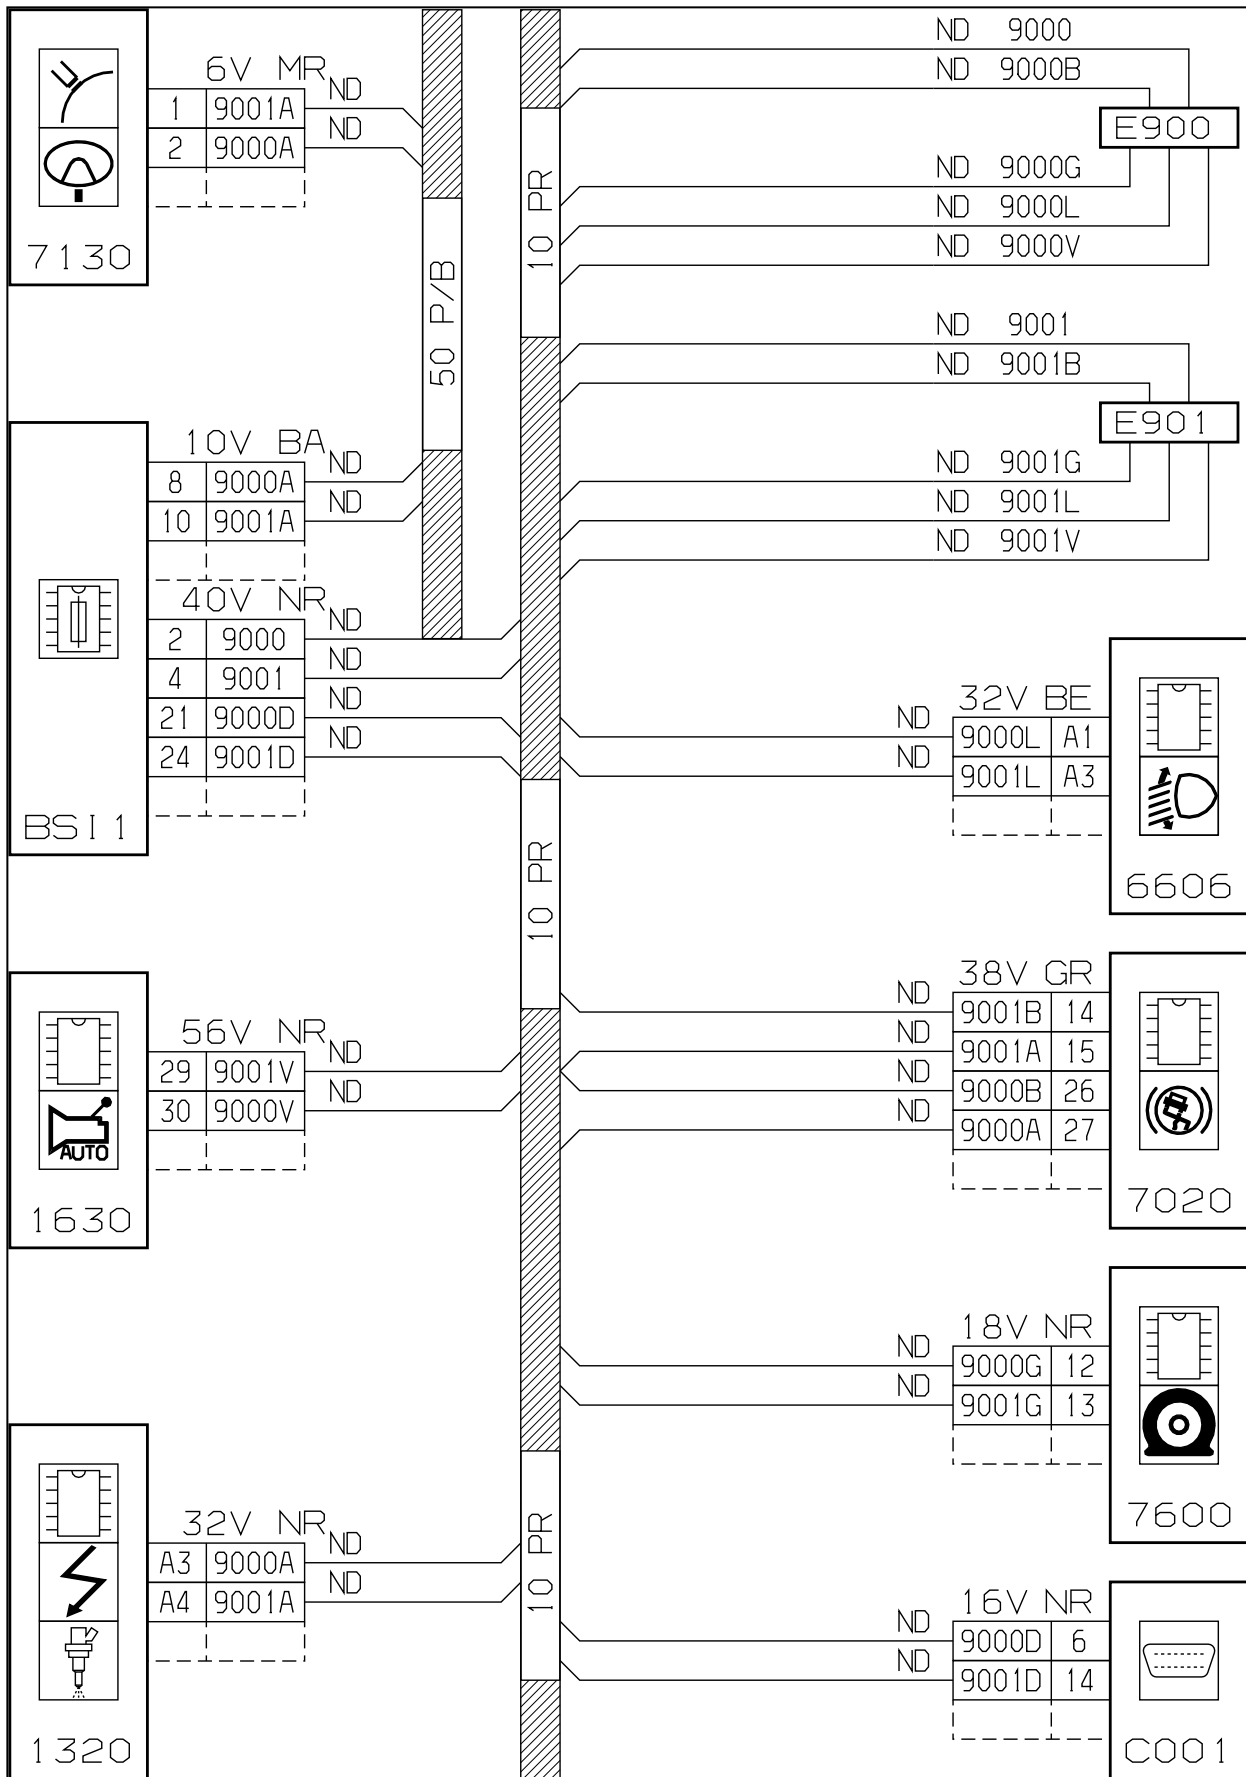 ND 9000
ND 9000B
E900
ND 9000G
ND 9000L
ND 9000V
ND 9001
ND 9001B
E901
ND 9001G
ND 9001L
ND 9001V
6V MR
1 9001A ND
2 9000A ND
7130
50 P/B
10 PR
10V BA
8 9000A ND
10 9001A ND
40V NR
2 9000 ND
4 9001 ND
21 9000D ND
24 9001D ND
BSI1
32V BE
ND 9000L A1
ND 9001L A3
6606
10 PR
56V NR
29 9001V ND
30 9000V ND
AUTO
1630
38V GR
ND 9001B 14
ND 9001A 15
ND 9000B 26
ND 9000A 27
7020
18V NR
ND 9000G 12
ND 9001G 13
7600
10 PR
32V NR
A3 9000A ND
A4 9001A ND
1320
16V NR
ND 9000D 6
ND 9001D 14
C001